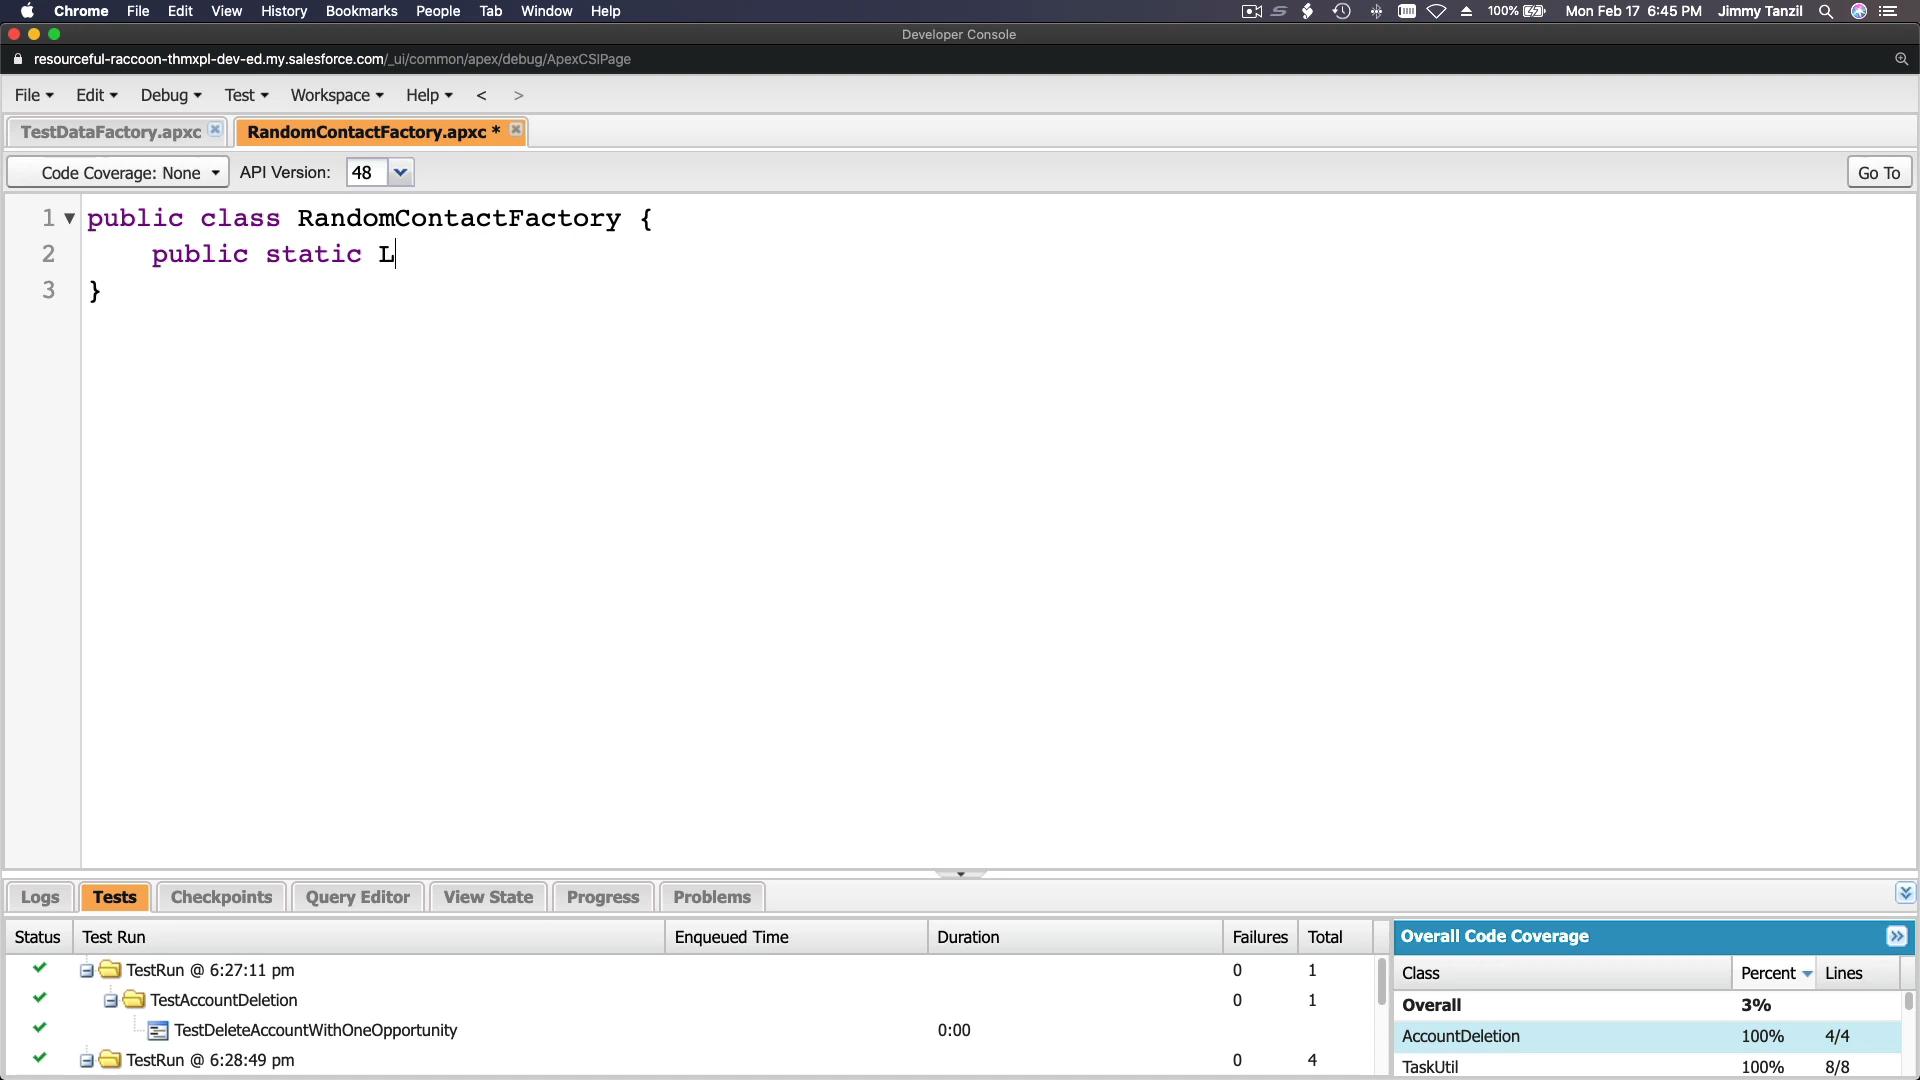 Chrome File Edit View History Bookmarks People Tab Window Help 100% Mon Feb 17 6:45 PM Jimmy Tanzil
Developer Console
resourceful-raccoon-thmxpl-dev-ed.my.salesforce.com/_ui/common/apex/debug/ApexCSIPage
File Edit Debug Test Workspace Help < >
TestDataFactory.apxc RandomContactFactory.apxc *
Code Coverage: None API Version: 48 Go To
1 public class RandomContactFactory {
2 public static L
3 }
Logs Tests Checkpoints Query Editor View State Progress Problems
Status Test Run Enqueued Time Duration Failures Total Overall Code Coverage
TestRun @ 6:27:11 pm 0 1 Class Percent Lines
TestAccountDeletion 0 1 Overall 3%
TestDeleteAccountWithOneOpportunity 0:00 AccountDeletion 100% 4/4
TestRun @ 6:28:49 pm 0 4 TaskUtil 100% 8/8